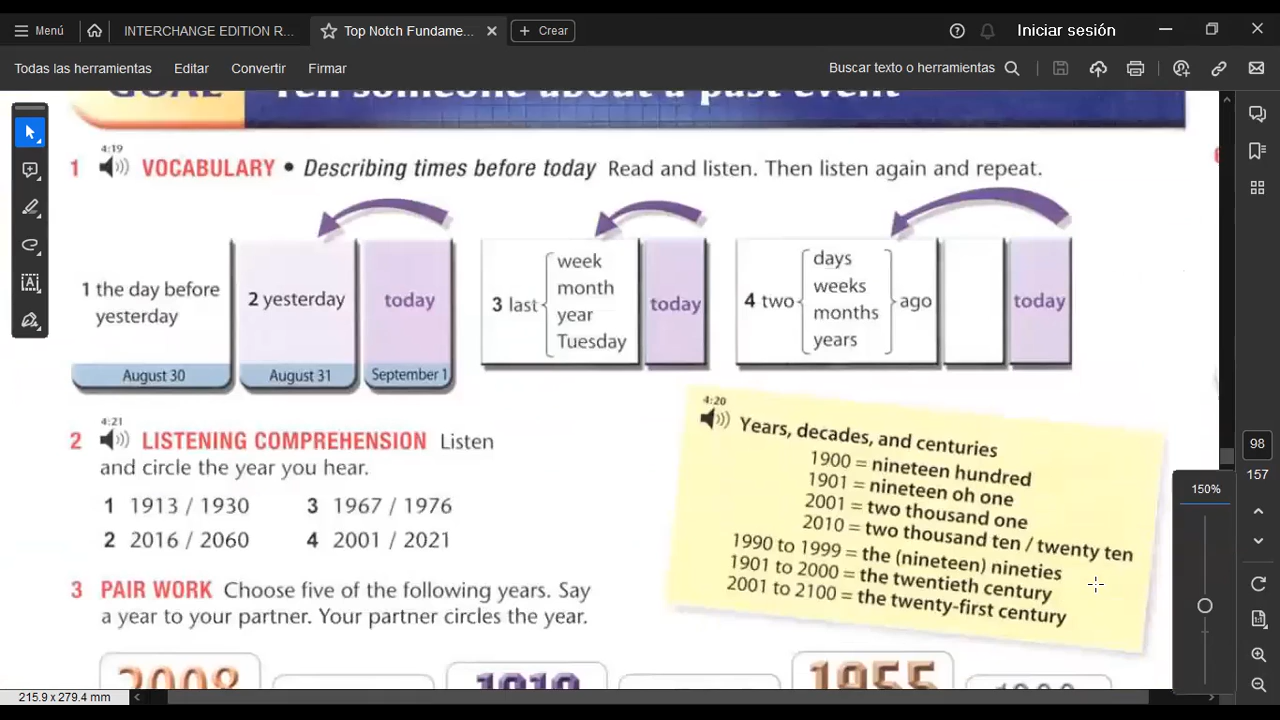 Menú
INTERCHANGE EDITION R...
Top Notch Fundame...
Crear
Iniciar sesión
Todas las herramientas
Editar
Convertir
Firmar
Buscar texto o herramientas
GOAL
Tell someone about a past event
4:19
1 VOCABULARY • Describing times before today Read and listen. Then listen again and repeat.
1 the day before
yesterday
August 30
2 yesterday
August 31
today
September 1
3 last
week
month
year
Tuesday
today
4 two
days
weeks
months
years
ago
today
4:21
2 LISTENING COMPREHENSION Listen
and circle the year you hear.
1 1913 / 1930
3 1967 / 1976
2 2016 / 2060
4 2001 / 2021
4:20
Years, decades, and centuries
1900 = nineteen hundred
1901 = nineteen oh one
2001 = two thousand one
2010 = two thousand ten / twenty ten
1990 to 1999 = the (nineteen) nineties
1901 to 2000 = the twentieth century
2001 to 2100 = the twenty-first century
3 PAIR WORK Choose five of the following years. Say
a year to your partner. Your partner circles the year.
2008
1955
98
157
150%
215.9 x 279.4 mm